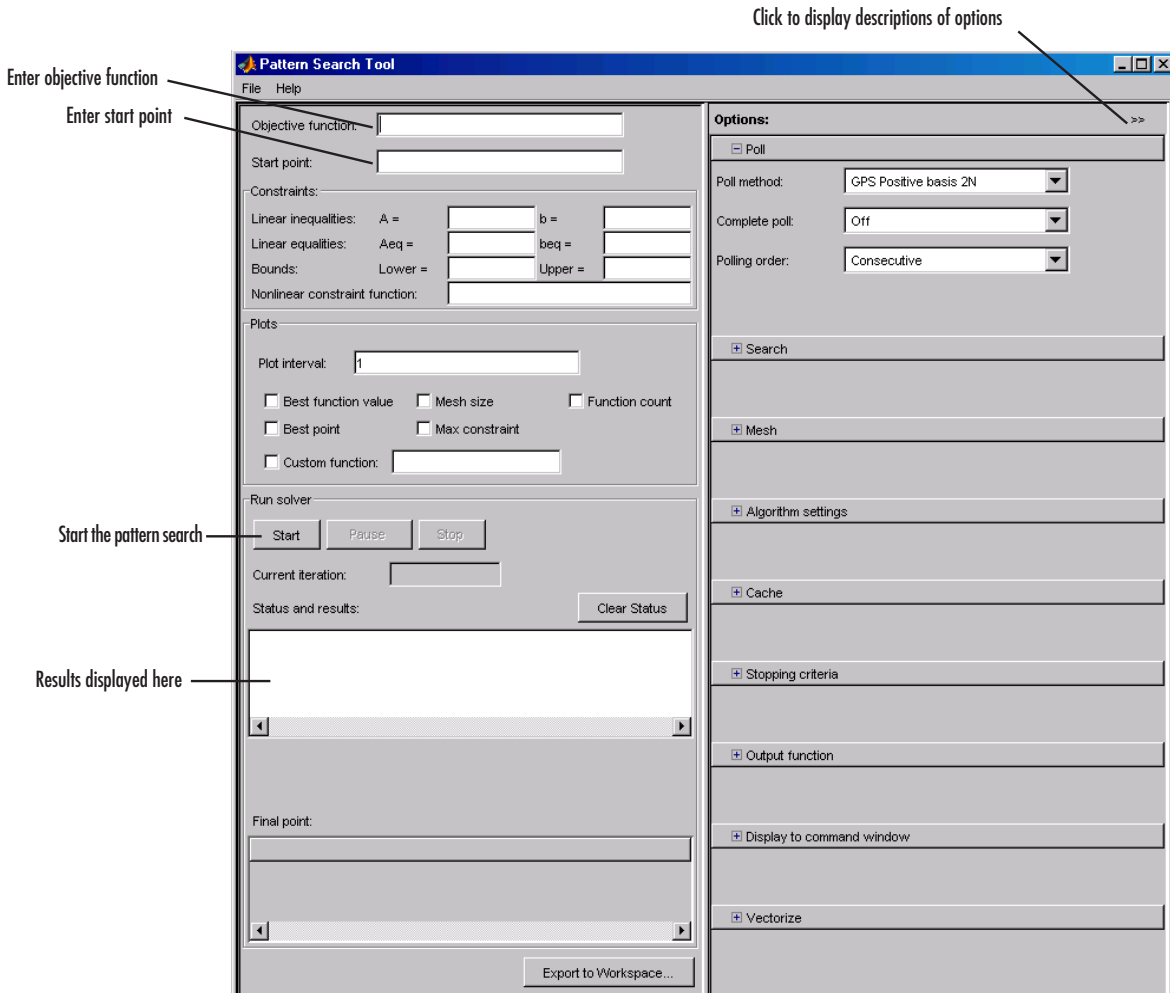 Click to display descriptions of options
Pattern Search Tool
Enter objective function
File Help
Enter start point
Objective function:
Start point:
Constraints:
Linear inequalities: A = b =
Linear equalities: Aeq = beq =
Bounds: Lower = Upper =
Nonlinear constraint function:
Plots
Plot interval: 1
Best function value Mesh size Function count
Best point Max constraint
Custom function:
Run solver
Start the pattern search
Start Pause Stop
Current iteration:
Status and results: Clear Status
Results displayed here
Final point:
Export to Workspace...
Options: >>
Poll
Poll method: GPS Positive basis 2N
Complete poll: Off
Polling order: Consecutive
Search
Mesh
Algorithm settings
Cache
Stopping criteria
Output function
Display to command window
Vectorize